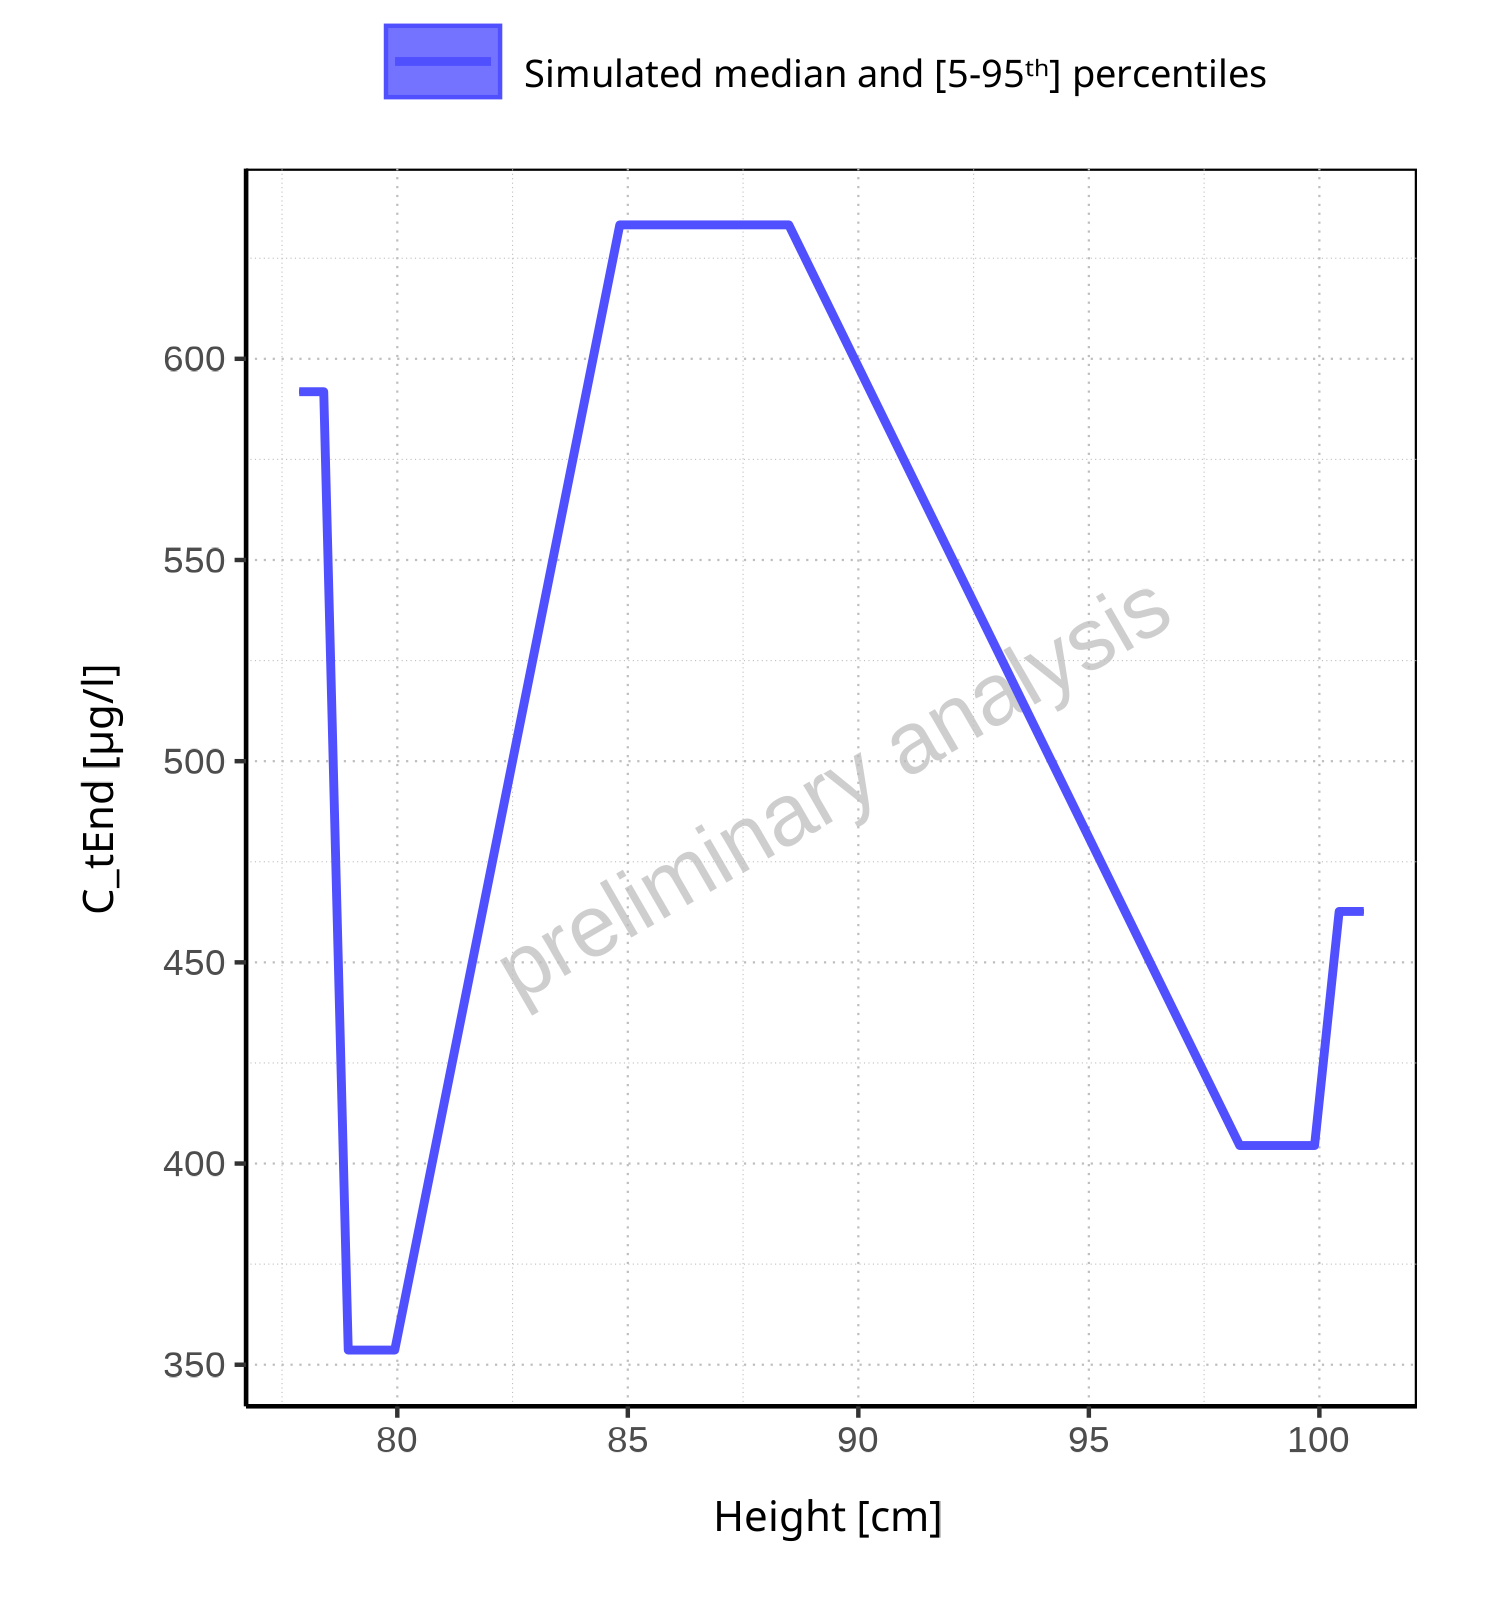 Simulated median and [5-95ᵗʰ] percentiles
600
550
500
450
400
350
C_tEnd [µg/l]
preliminary analysis
80 85 90 95 100
Height [cm]